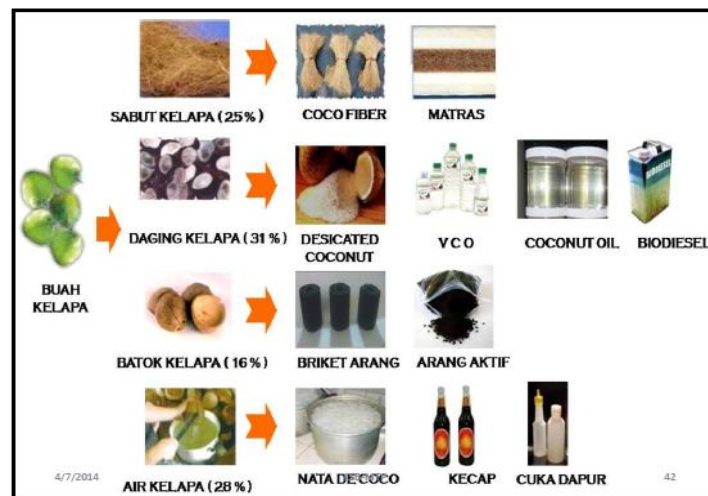 SABUT KELAPA ( 25 % )
COCO FIBER
MATRAS
BUAH
KELAPA
DAGING KELAPA ( 31 % )
DESICATED
COCONUT
V C O
COCONUT OIL
BIODIESEL
BIODIESEL
BATOK KELAPA ( 16 % )
BRIKET ARANG
ARANG AKTIF
AIR KELAPA ( 28 % )
NATA DE COCO
KECAP
CUKA DAPUR
4/7/2014
42